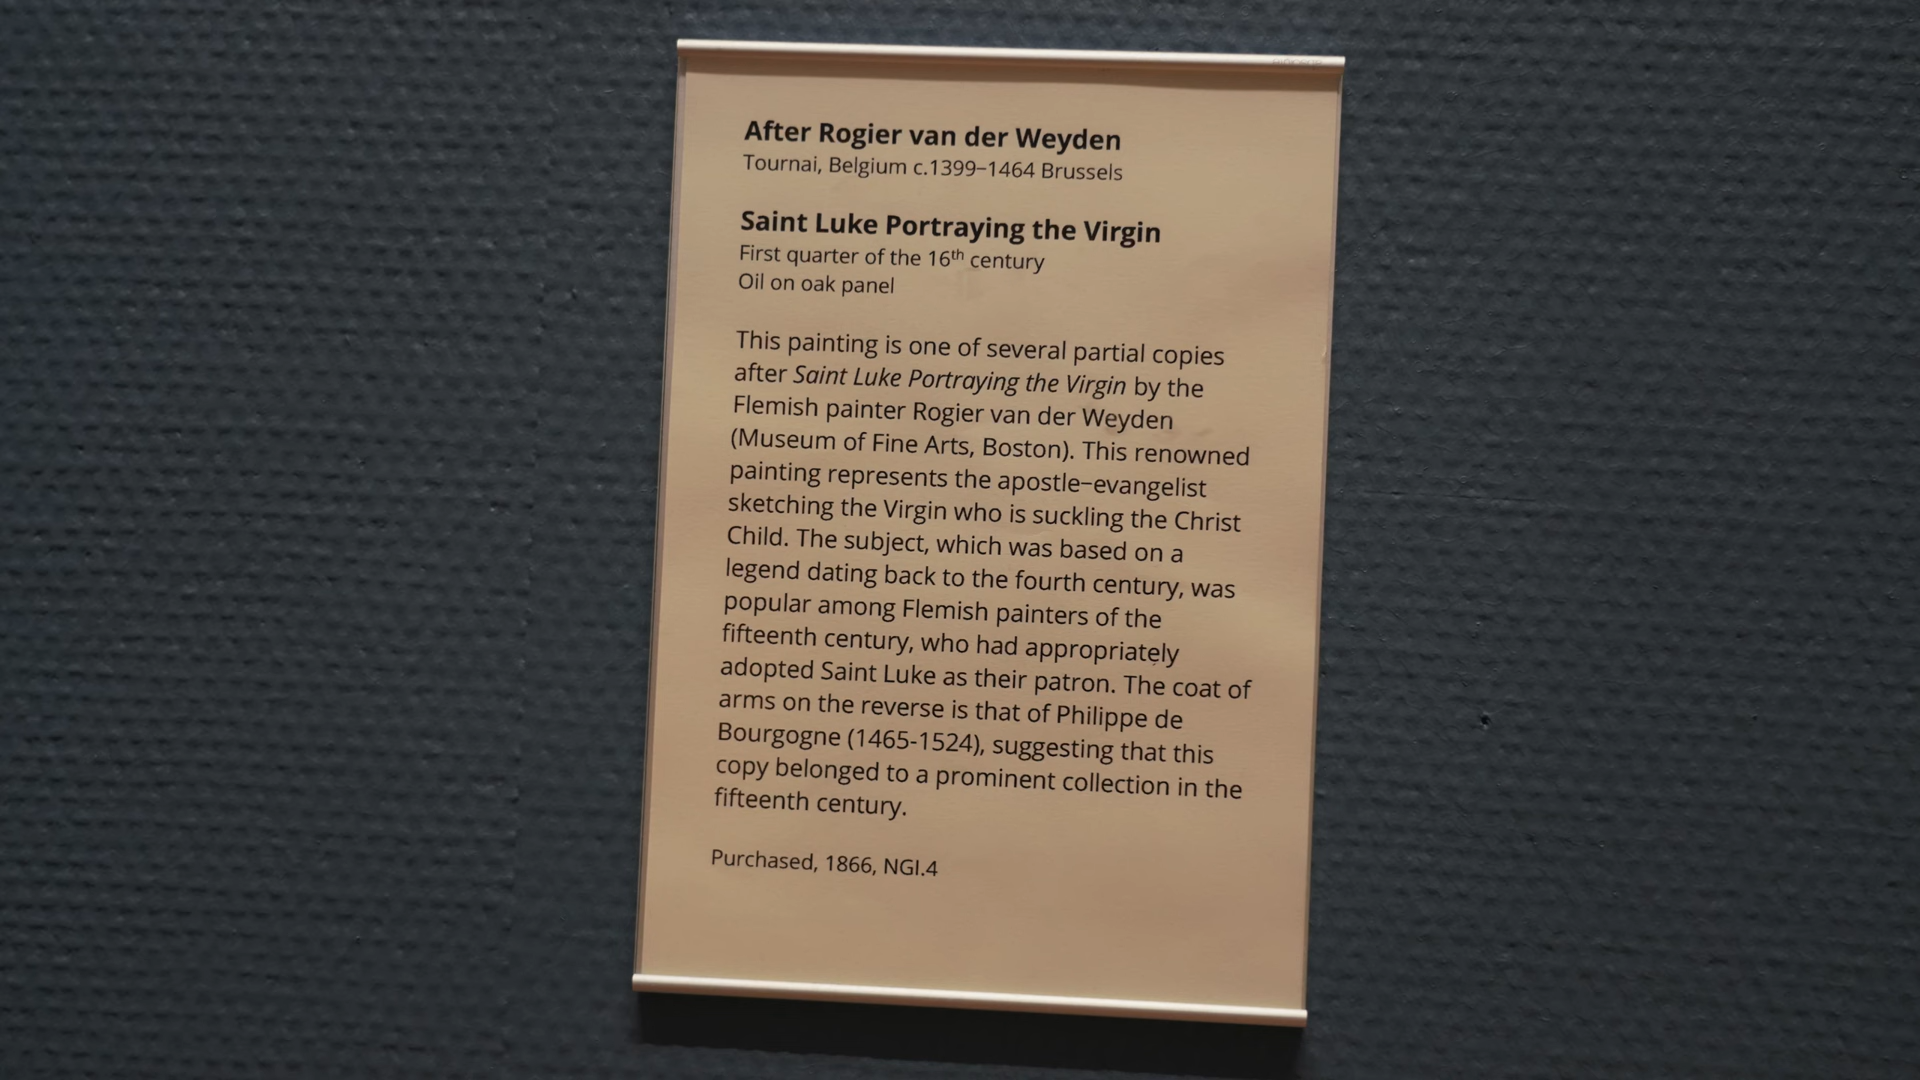 After Rogier van der Weyden
Tournai, Belgium c.1399–1464 Brussels
Saint Luke Portraying the Virgin
First quarter of the 16th century
Oil on oak panel
This painting is one of several partial copies
after Saint Luke Portraying the Virgin by the
Flemish painter Rogier van der Weyden
(Museum of Fine Arts, Boston). This renowned
painting represents the apostle–evangelist
sketching the Virgin who is suckling the Christ
Child. The subject, which was based on a
legend dating back to the fourth century, was
popular among Flemish painters of the
fifteenth century, who had appropriately
adopted Saint Luke as their patron. The coat of
arms on the reverse is that of Philippe de
Bourgogne (1465-1524), suggesting that this
copy belonged to a prominent collection in the
fifteenth century.
Purchased, 1866, NGI.4